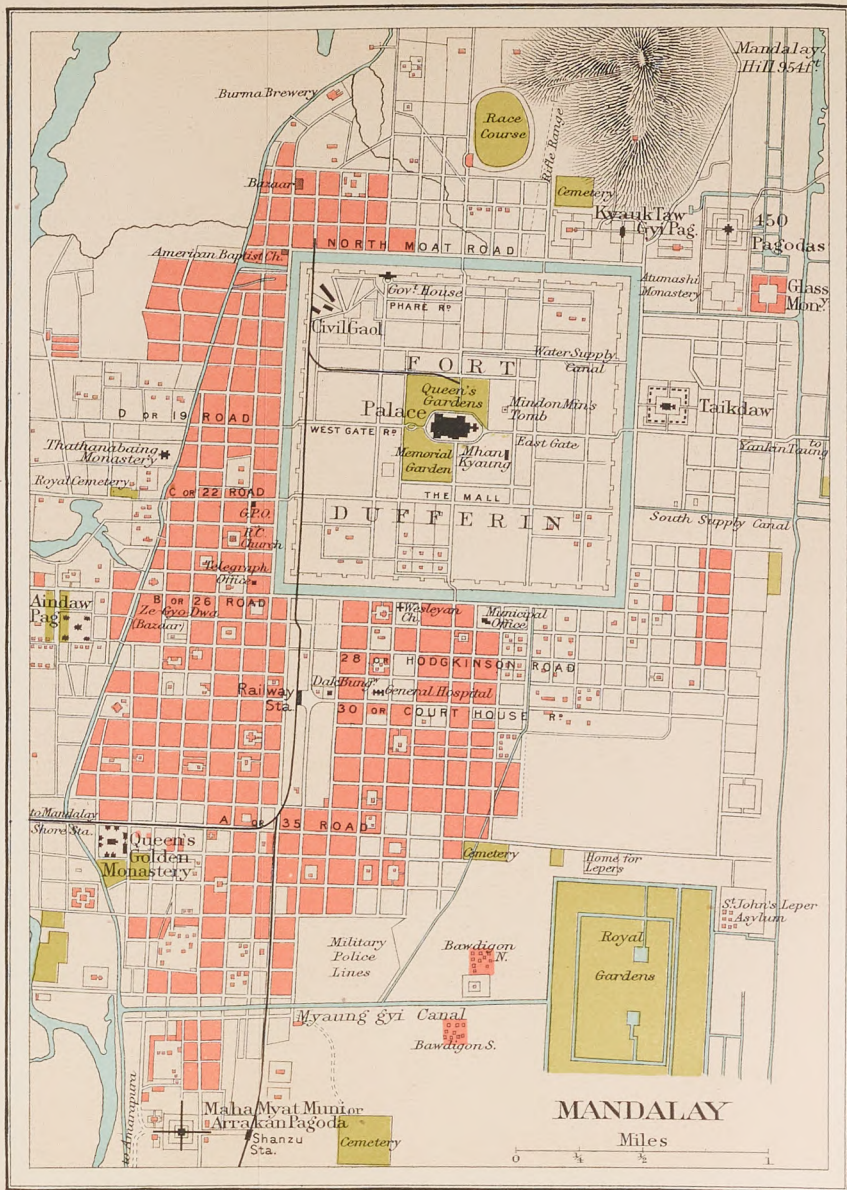 Mandalay
Hill 954 ft.
Burma Brewery
Race
Course
Rifle Range
Bazaar
Cemetery
Kyauk Taw
Gyi Pag.
450
Pagodas
NORTH MOAT ROAD
American Baptist Ch.
Atumashi
Monastery
Glass
Mony.
Govt. House
PHARE RD
Civil Gaol
FORT
Water Supply
Canal
Queen's
Gardens
Palace
Mindon Min's
Tomb
Taikdaw
D OR 19 ROAD
WEST GATE RD
East Gate
to
Yankin Taung
Thathanabaing
Monastery
Memorial
Garden
Mhan
Kyaung
Royal Cemetery
C OR 22 ROAD
THE MALL
G.P.O.
DUFFERIN
South Supply Canal
R.C.
Church
Telegraph
Office
Aindaw
Pag.
B OR 26 ROAD
Ze Gyo Dwa
(Bazaar)
Wesleyan
Ch.
Municipal
Office
28 OR HODGKINSON ROAD
Railway
Sta.
Dak Bungw.
General Hospital
30 OR COURT HOUSE RD.
to Mandalay
Shore Sta.
A OR 35 ROAD
Queen's
Golden
Monastery
Cemetery
Home for
Lepers
St. John's Leper
Asylum
Royal
Gardens
Military
Police
Lines
Bawdigon
N.
Myaung gyi Canal
Bawdigon S.
to Amarapura
Maha Myat Muni or
Arrakan Pagoda
Shanzu
Sta.
Cemetery
MANDALAY
Miles
0 ¼ ½ 1